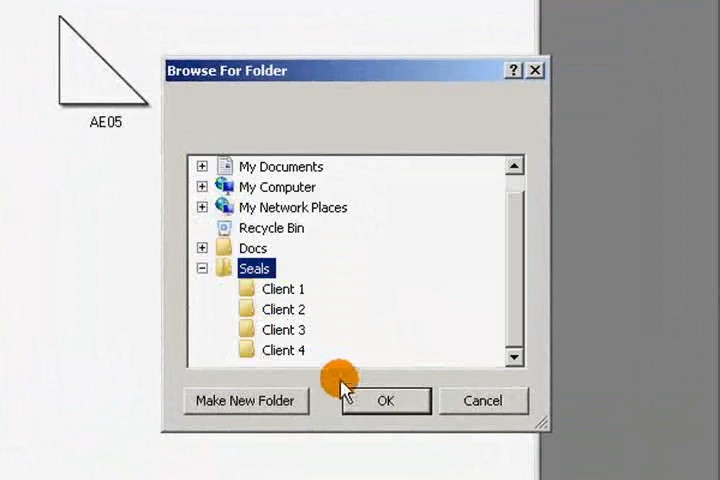 Browse For Folder
AE05
My Documents
My Computer
My Network Places
Recycle Bin
Docs
Seals
Client 1
Client 2
Client 3
Client 4
Make New Folder
OK
Cancel